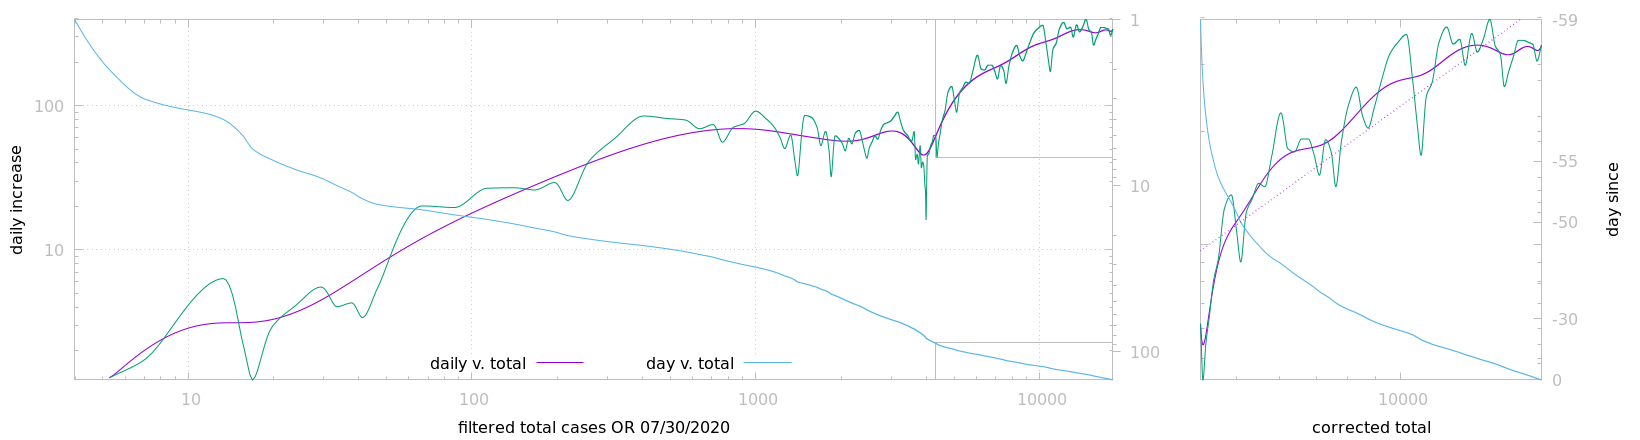 daily increase
100
10
daily v. total
day v. total
10
100
1000
10000
filtered total cases OR 07/30/2020
1
10
100
10000
corrected total
-59
-55
-50
-30
0
day since